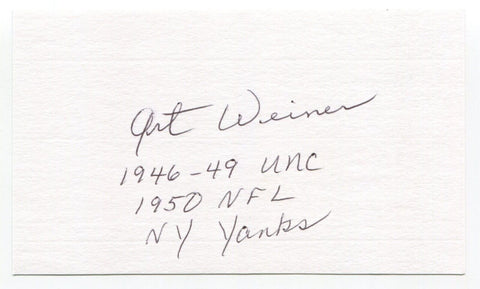 Art Weiner
1946-49 UNC
1950 NFL
NY Yanks